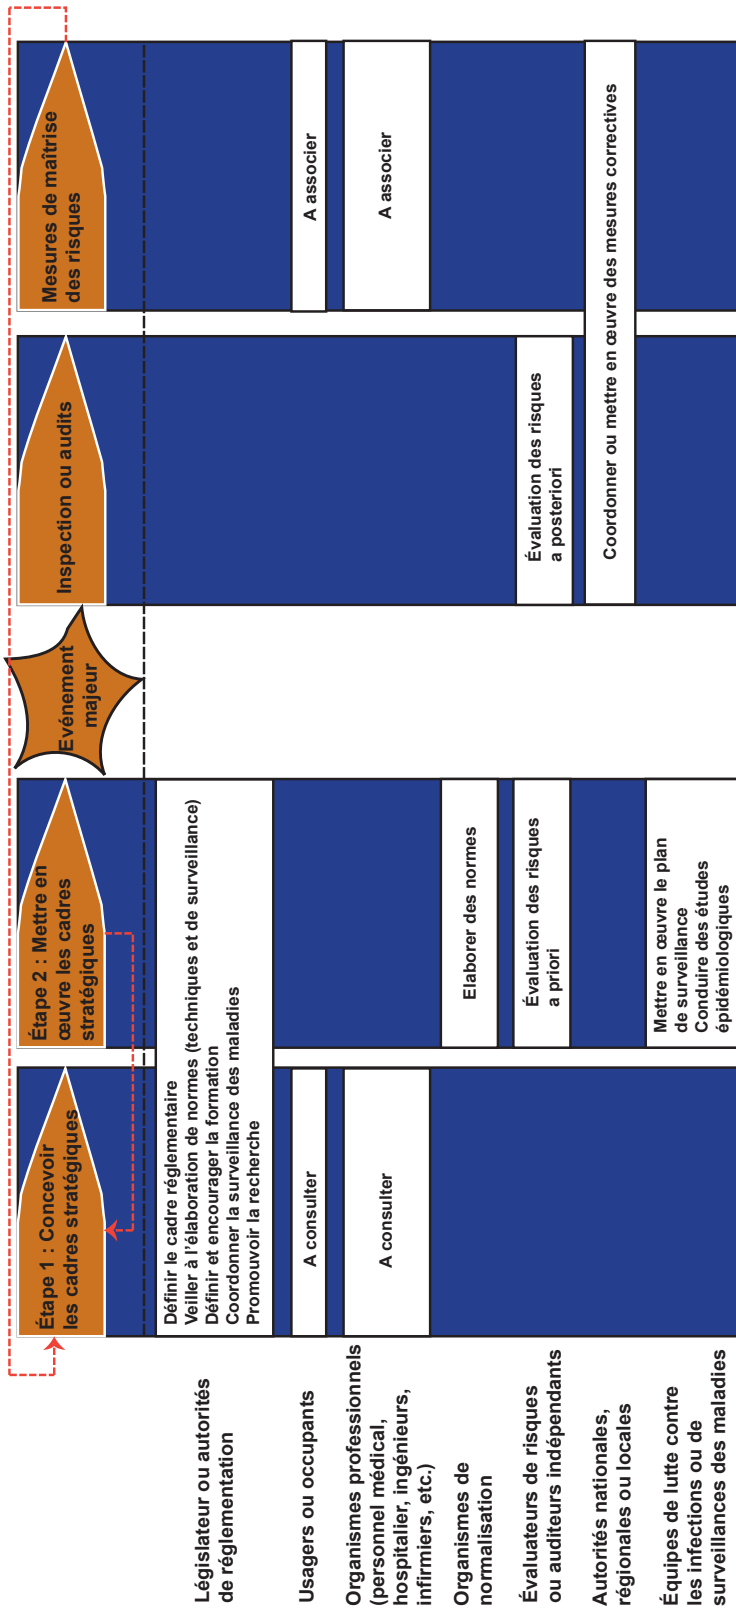 Étape 1 : Concevoir
les cadres stratégiques
Étape 2 : Mettre en
œuvre les cadres
stratégiques
Evénement
majeur
Inspection ou audits
Mesures de maîtrise
des risques
Législateur ou autorités
de réglementation
Définir le cadre réglementaire
Veiller à l'élaboration de normes (techniques et de surveillance)
Définir et encourager la formation
Coordonner la surveillance des maladies
Promouvoir la recherche
Usagers ou occupants
A consulter
A associer
Organismes professionnels
(personnel médical,
hospitalier, ingénieurs,
infirmiers, etc.)
A consulter
A associer
Organismes de
normalisation
Elaborer des normes
Évaluateurs de risques
ou auditeurs indépendants
Évaluation des risques
a priori
Évaluation des risques
a posteriori
Autorités nationales,
régionales ou locales
Coordonner ou mettre en œuvre des mesures correctives
Équipes de lutte contre
les infections ou de
surveillances des maladies
Mettre en œuvre le plan
de surveillance
Conduire des études
épidémiologiques